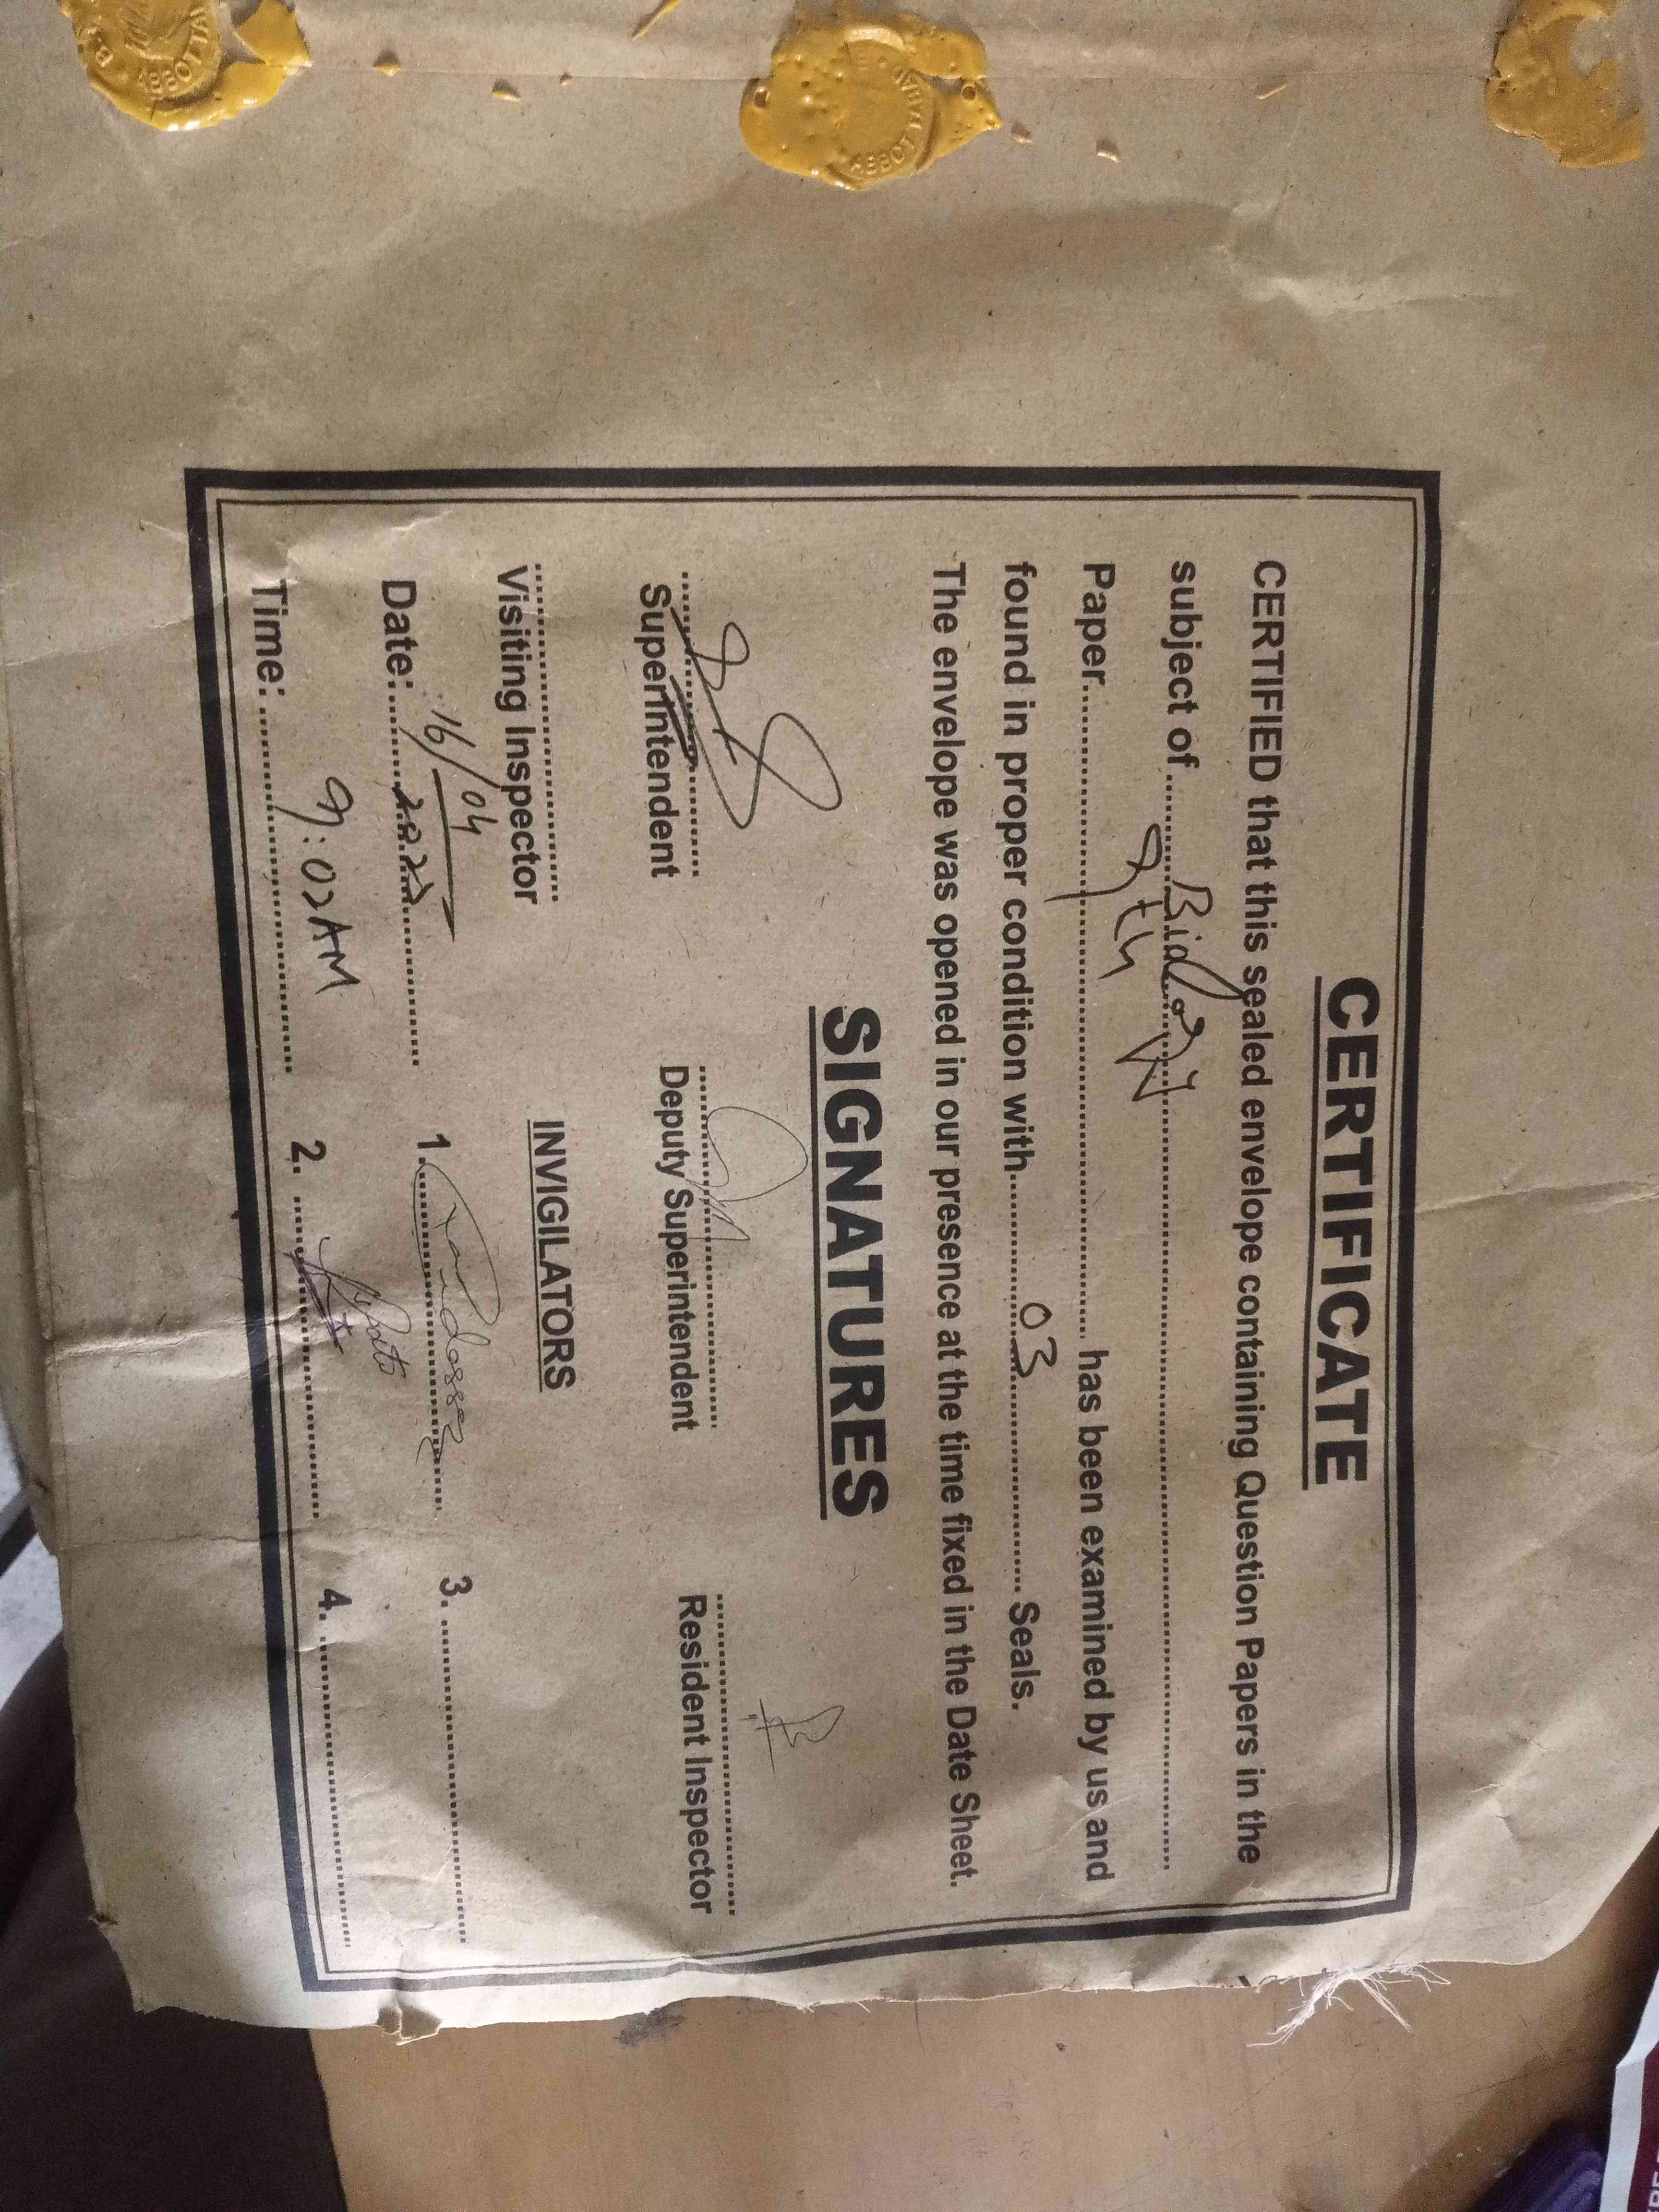 CERTIFICATE
CERTIFIED that this sealed envelope containing Question Papers in the
subject of.......Biology.......
9th
Paper.............. has been examined by us and
found in proper condition with.......03....... Seals.
The envelope was opened in our presence at the time fixed in the Date Sheet.
SIGNATURES
Superintendent Deputy Superintendent Resident Inspector
Visiting Inspector
INVIGILATORS
Date: 16/04 1. 3.
Time: 9:02AM 2. 4.